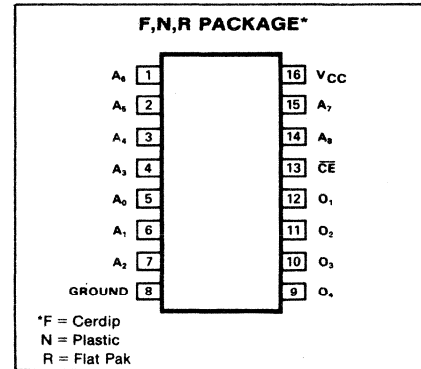 F,N,R PACKAGE*
A₆ 1 16 VCC
A₅ 2 15 A₇
A₄ 3 14 A₈
A₃ 4 13 C̅E̅
A₀ 5 12 O₁
A₁ 6 11 O₂
A₂ 7 10 O₃
GROUND 8 9 O₄
*F = Cerdip
N = Plastic
R = Flat Pak